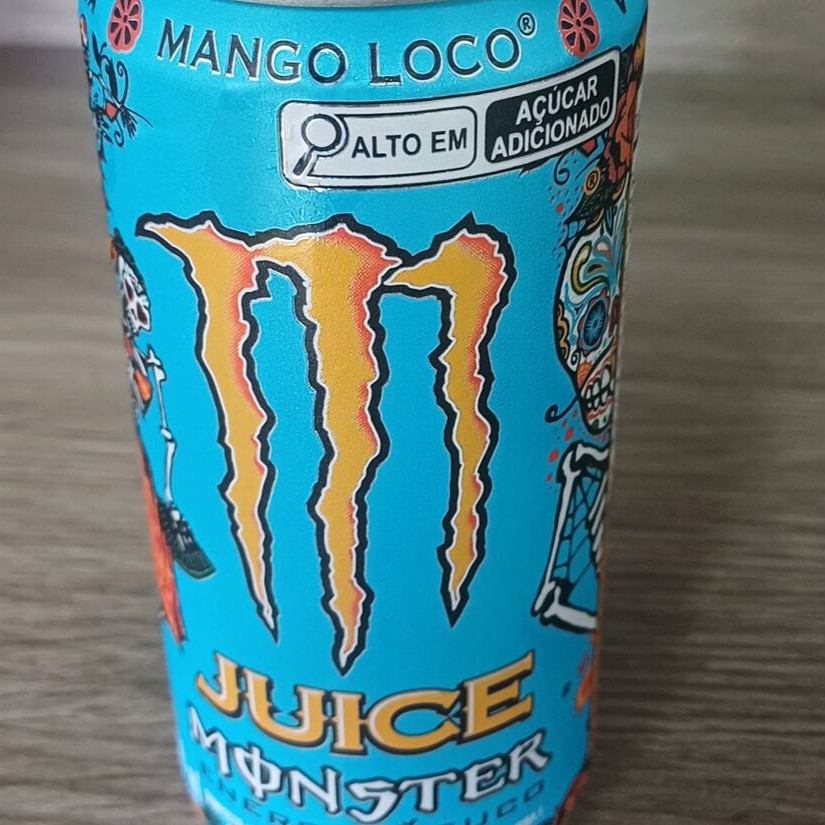 MANGO LOCO®
ALTO EM
AÇÚCAR
ADICIONADO
®
JUICE
MONSTER